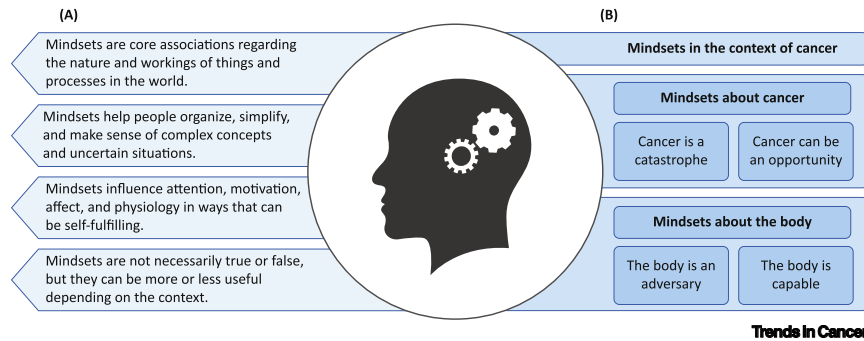 (A)
Mindsets are core associations regarding
the nature and workings of things and
processes in the world.
Mindsets help people organize, simplify,
and make sense of complex concepts
and uncertain situations.
Mindsets influence attention, motivation,
affect, and physiology in ways that can
be self-fulfilling.
Mindsets are not necessarily true or false,
but they can be more or less useful
depending on the context.
(B)
Mindsets in the context of cancer
Mindsets about cancer
Cancer is a
catastrophe
Cancer can be
an opportunity
Mindsets about the body
The body is an
adversary
The body is
capable
Trends in Cancer